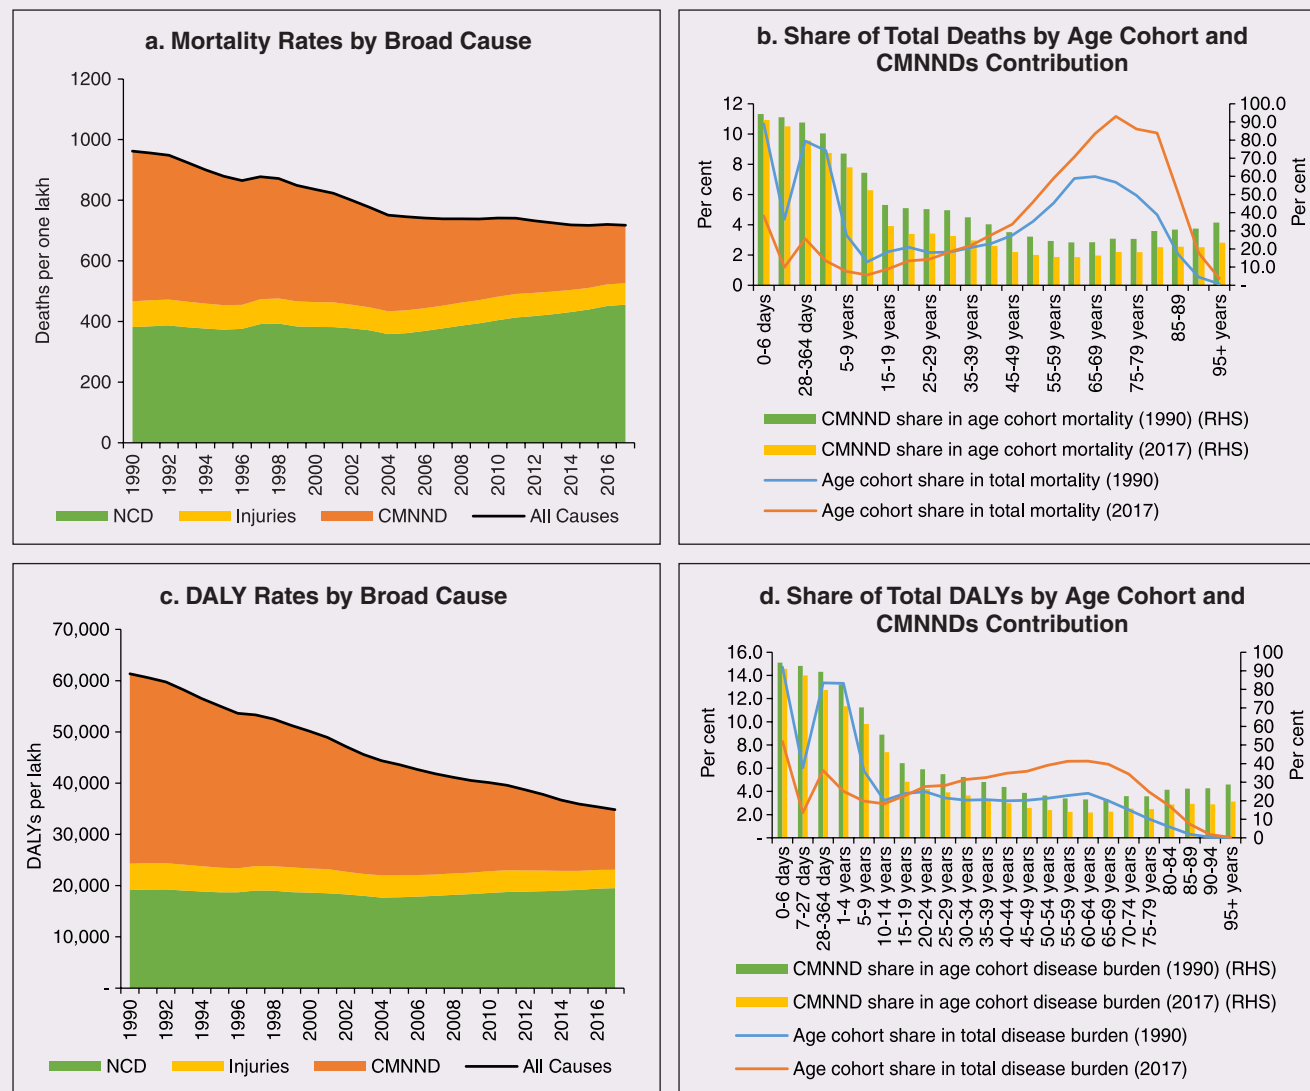 a. Mortality Rates by Broad Cause
Deaths per one lakh
1200
1000
800
600
400
200
0
1990
1992
1994
1996
1998
2000
2002
2004
2006
2008
2010
2012
2014
2016
NCD
Injuries
CMNND
All Causes
b. Share of Total Deaths by Age Cohort and
CMNNDs Contribution
Per cent
12
10
8
6
4
2
0
100.0
90.0
80.0
70.0
60.0
50.0
40.0
30.0
20.0
10.0
-
Per cent
0-6 days
28-364 days
5-9 years
15-19 years
25-29 years
35-39 years
45-49 years
55-59 years
65-69 years
75-79 years
85-89
95+ years
CMNND share in age cohort mortality (1990) (RHS)
CMNND share in age cohort mortality (2017) (RHS)
Age cohort share in total mortality (1990)
Age cohort share in total mortality (2017)
c. DALY Rates by Broad Cause
DALYs per lakh
70,000
60,000
50,000
40,000
30,000
20,000
10,000
-
1990
1992
1994
1996
1998
2000
2002
2004
2006
2008
2010
2012
2014
2016
NCD
Injuries
CMNND
All Causes
d. Share of Total DALYs by Age Cohort and
CMNNDs Contribution
Per cent
16.0
14.0
12.0
10.0
8.0
6.0
4.0
2.0
-
100
90
80
70
60
50
40
30
20
10
0
Per cent
0-6 days
7-27 days
28-364 days
1-4 years
5-9 years
10-14 years
15-19 years
20-24 years
25-29 years
30-34 years
35-39 years
40-44 years
45-49 years
50-54 years
55-59 years
60-64 years
65-69 years
70-74 years
75-79 years
80-84
85-89
90-94
95+ years
CMNND share in age cohort disease burden (1990) (RHS)
CMNND share in age cohort disease burden (2017) (RHS)
Age cohort share in total disease burden (1990)
Age cohort share in total disease burden (2017)